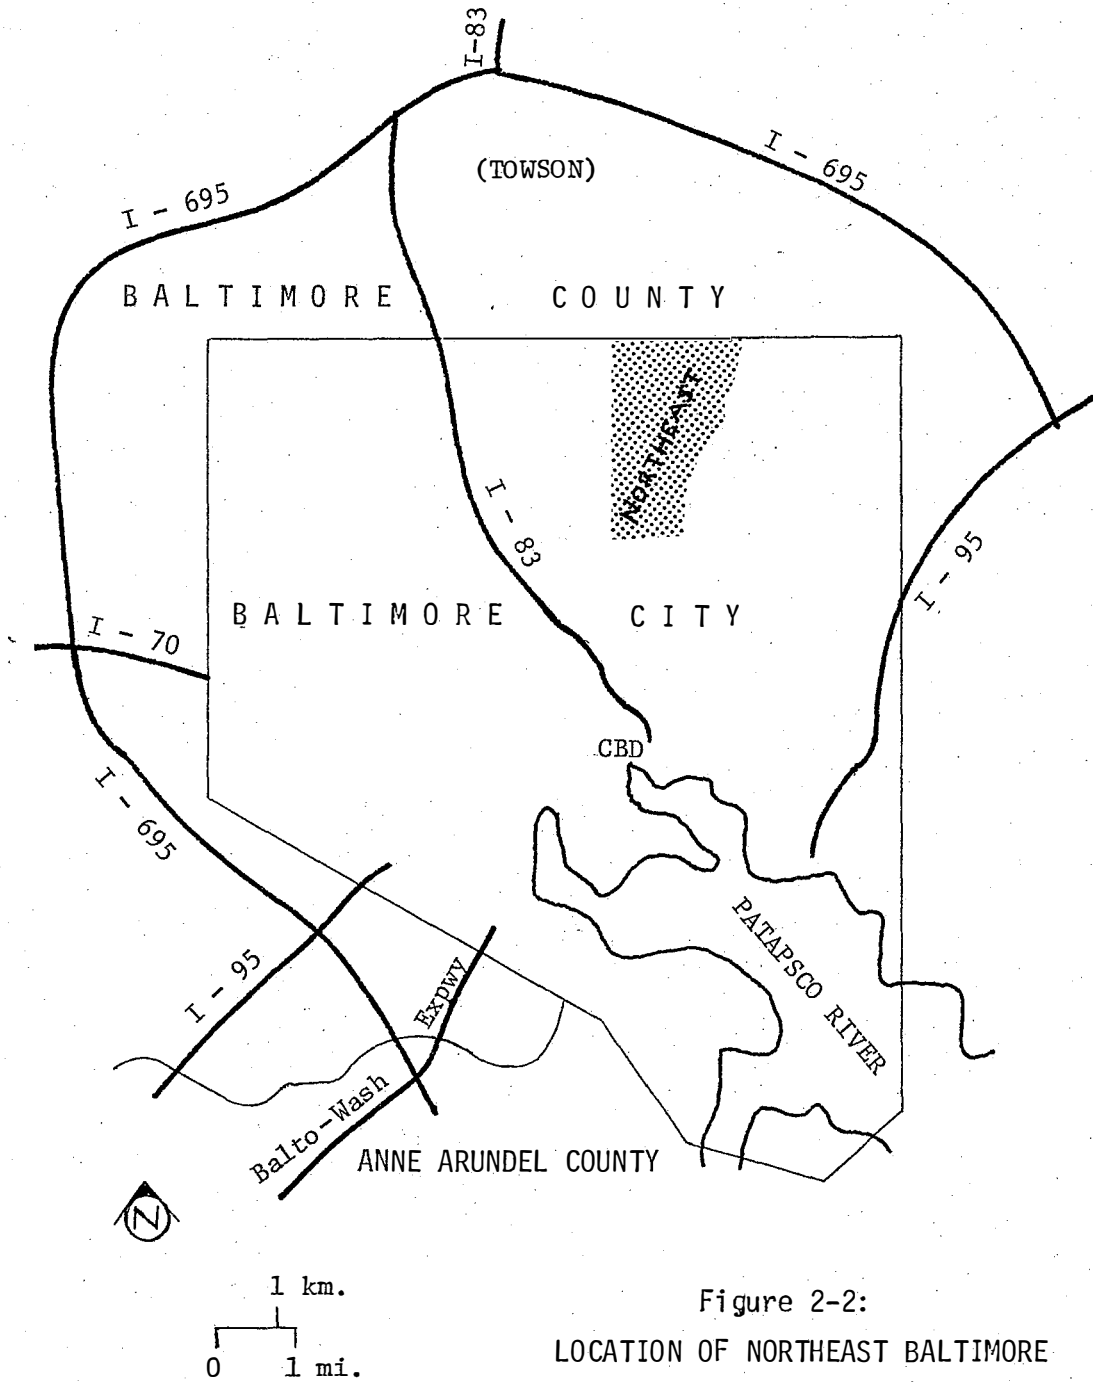 I-83
I - 695
(TOWSON)
I - 695
BALTIMORE COUNTY
NORTHEAST
I - 83
I - 95
BALTIMORE CITY
I - 70
CBD
I - 695
PATAPSCO RIVER
I - 95
Expwy
Balto-Wash
ANNE ARUNDEL COUNTY
N
1 km.
0 1 mi.
Figure 2-2:
LOCATION OF NORTHEAST BALTIMORE